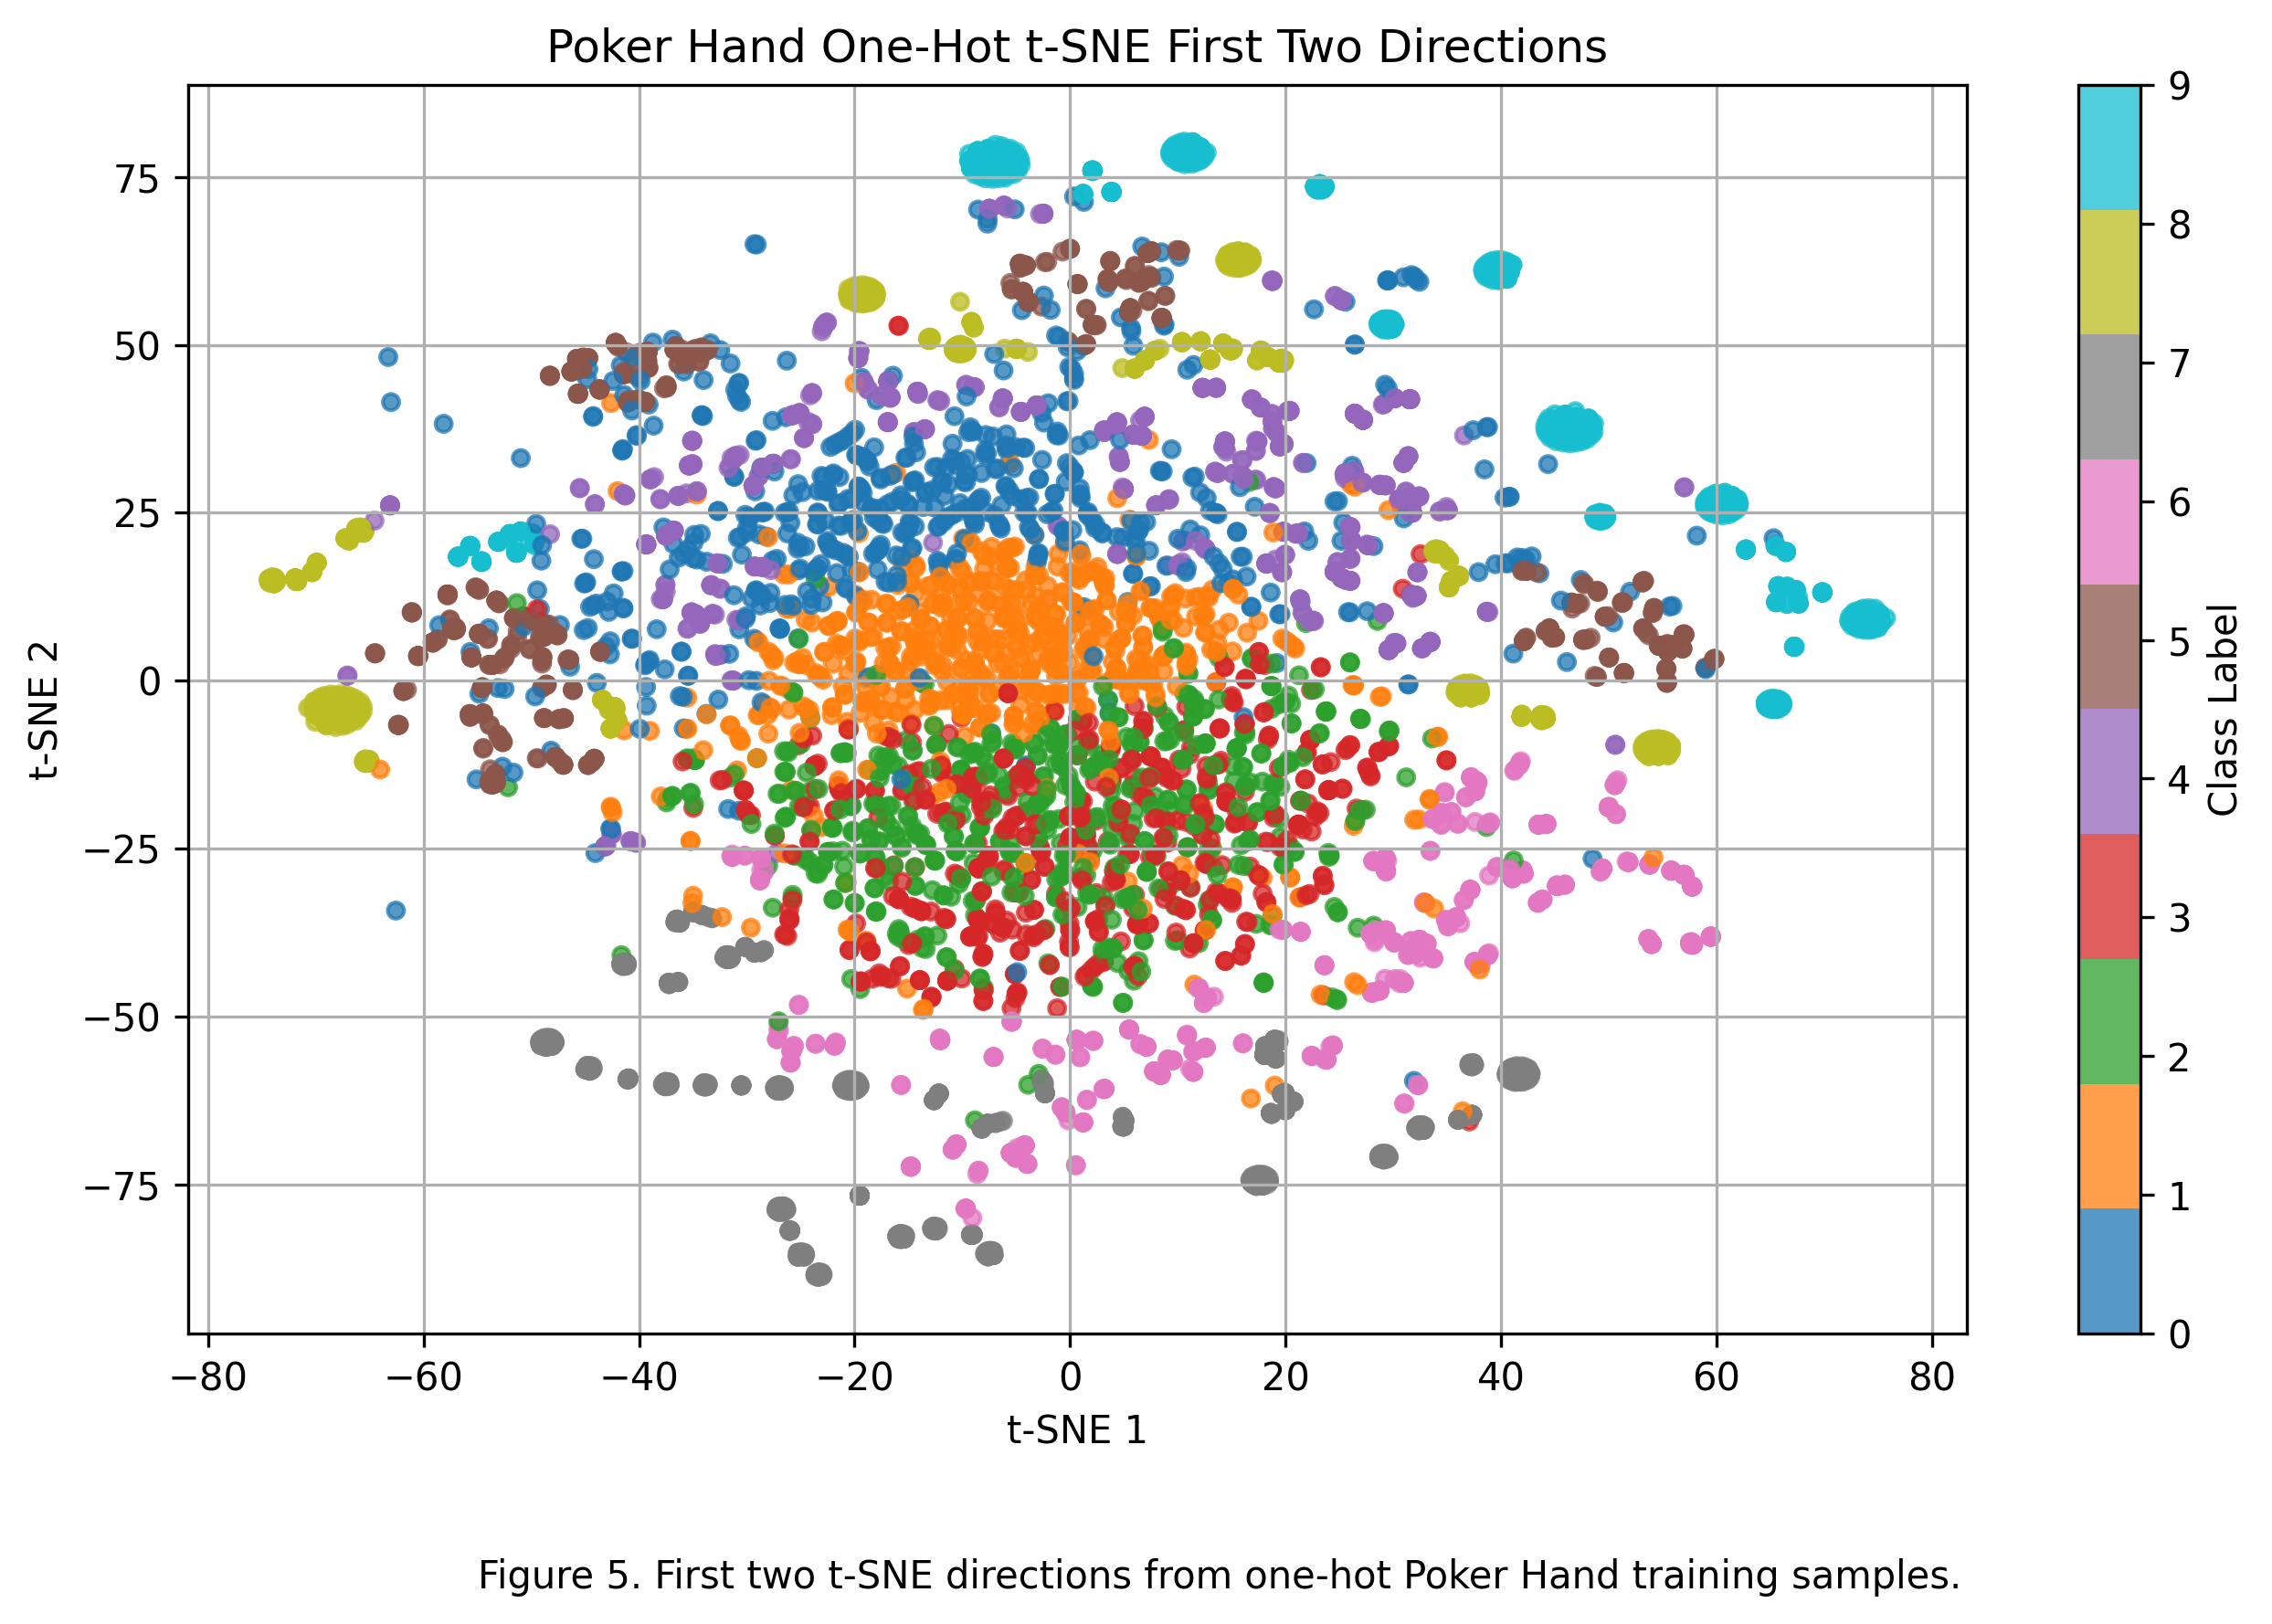 Poker Hand One-Hot t-SNE First Two Directions
75
50
25
0
−25
−50
−75
t-SNE 2
−80 −60 −40 −20 0 20 40 60 80
t-SNE 1
9
8
7
6
5
4
3
2
1
0
Class Label
Figure 5. First two t-SNE directions from one-hot Poker Hand training samples.